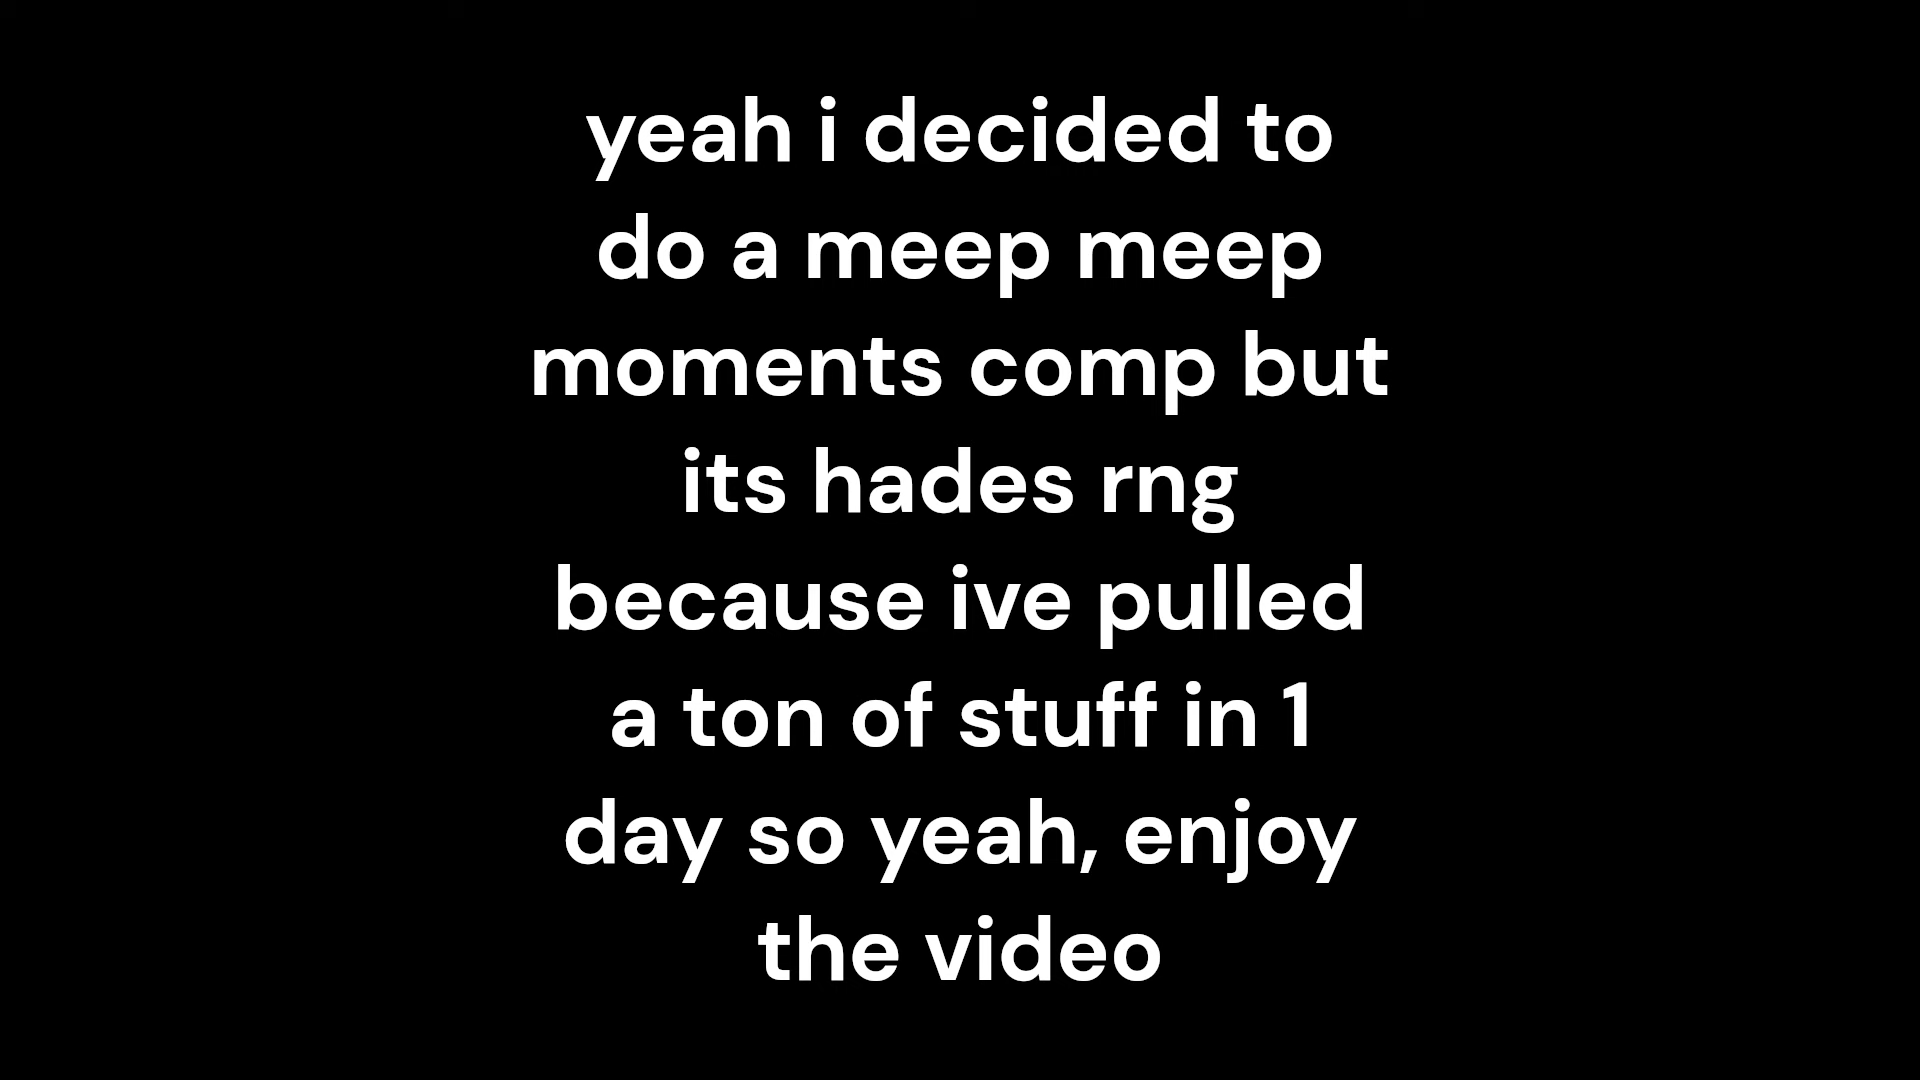 yeah i decided to
do a meep meep
moments comp but
its hades rng
because ive pulled
a ton of stuff in 1
day so yeah, enjoy
the video